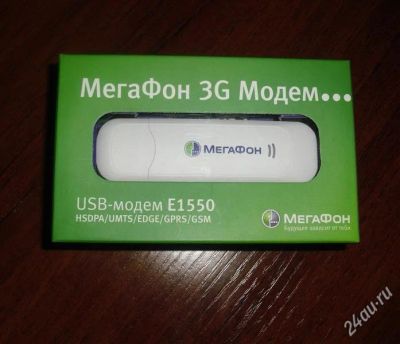 МегаФон 3G Модем...
МЕГАФОН
USB-модем E1550
HSDPA/UMTS/EDGE/GPRS/GSM
МЕГАФОН
Будущее зависит от тебя
24au.ru